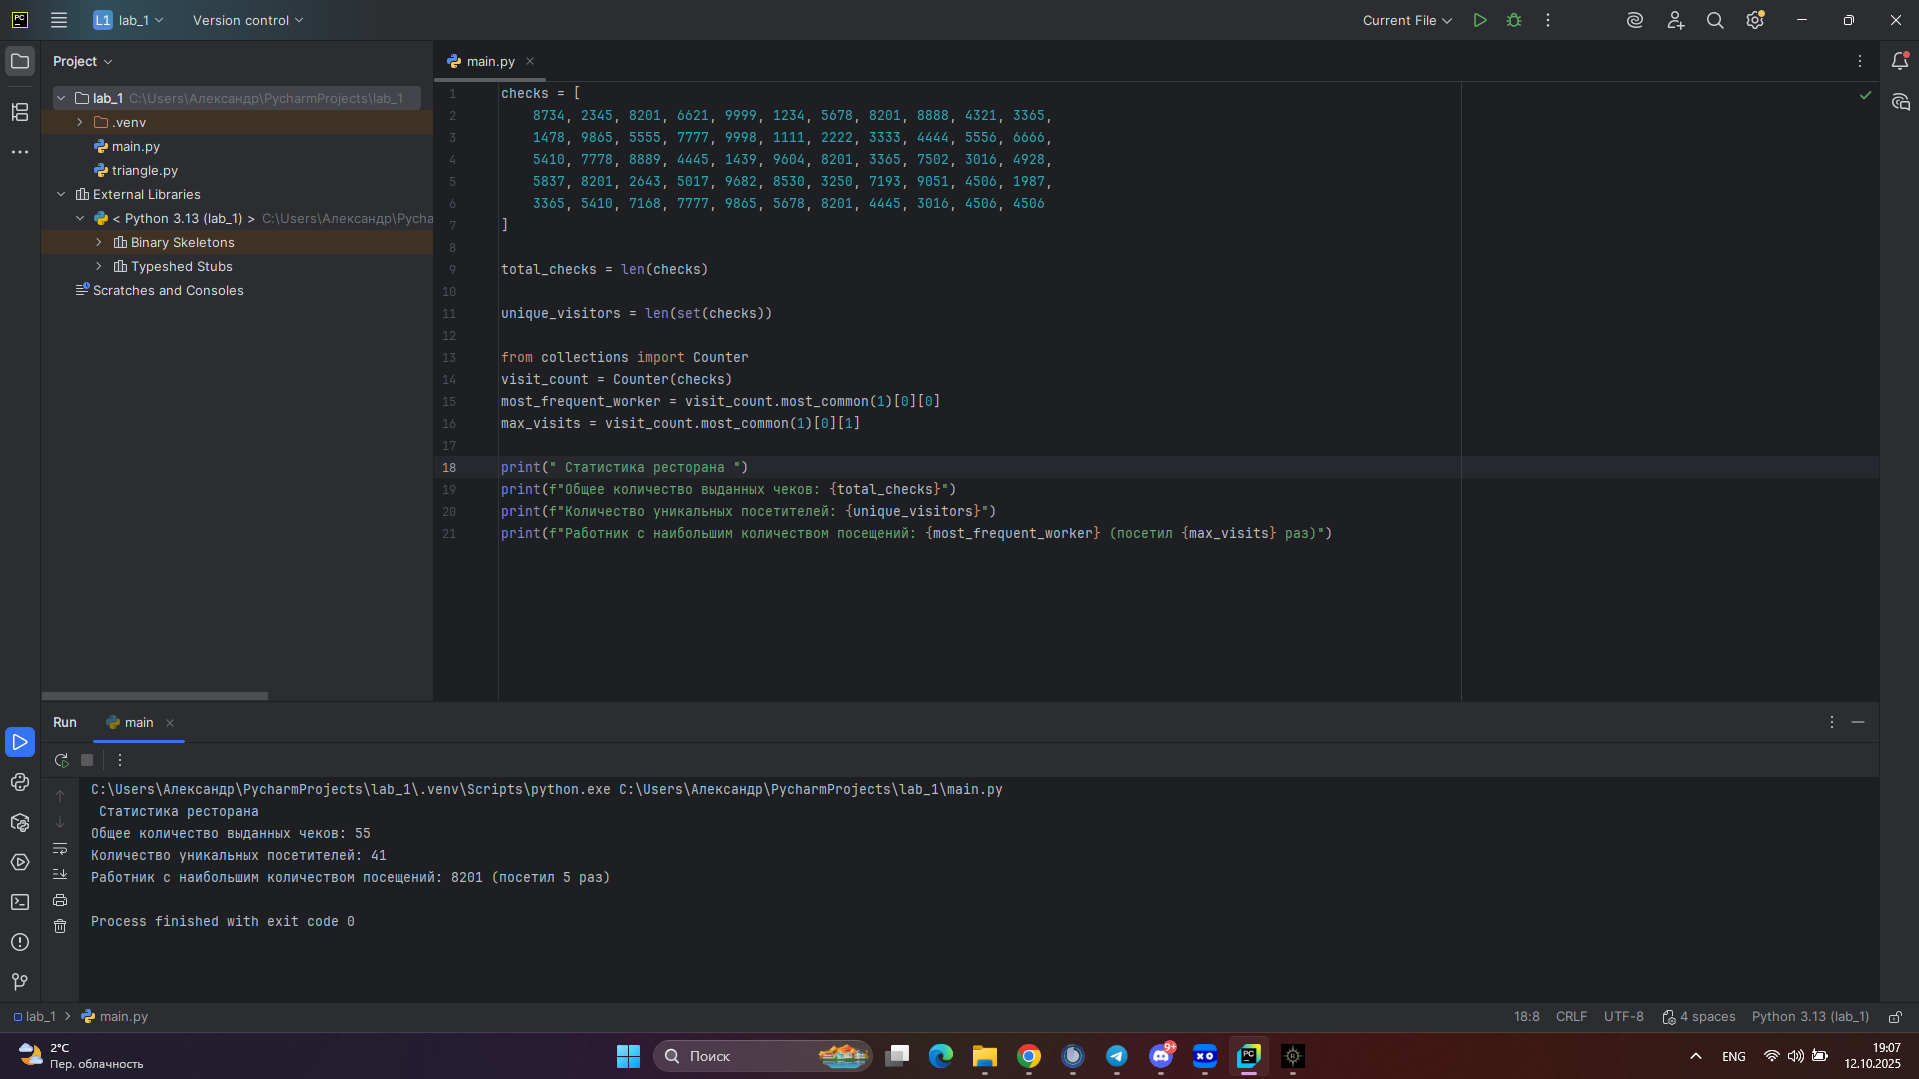 PC L1 lab_1 Version control Current File
Project
main.py
lab_1 C:\Users\Александр\PycharmProjects\lab_1
.venv
main.py
triangle.py
External Libraries
< Python 3.13 (lab_1) > C:\Users\Александр\Pycha
Binary Skeletons
Typeshed Stubs
Scratches and Consoles
1 checks = [
2 8734, 2345, 8201, 6621, 9999, 1234, 5678, 8201, 8888, 4321, 3365,
3 1478, 9865, 5555, 7777, 9998, 1111, 2222, 3333, 4444, 5556, 6666,
4 5410, 7778, 8889, 4445, 1439, 9604, 8201, 3365, 7502, 3016, 4928,
5 5837, 8201, 2643, 5017, 9682, 8530, 3250, 7193, 9051, 4506, 1987,
6 3365, 5410, 7168, 7777, 9865, 5678, 8201, 4445, 3016, 4506, 4506
7 ]
8
9 total_checks = len(checks)
10
11 unique_visitors = len(set(checks))
12
13 from collections import Counter
14 visit_count = Counter(checks)
15 most_frequent_worker = visit_count.most_common(1)[0][0]
16 max_visits = visit_count.most_common(1)[0][1]
17
18 print(" Статистика ресторана ")
19 print(f"Общее количество выданных чеков: {total_checks}")
20 print(f"Количество уникальных посетителей: {unique_visitors}")
21 print(f"Работник с наибольшим количеством посещений: {most_frequent_worker} (посетил {max_visits} раз)")
Run main
C:\Users\Александр\PycharmProjects\lab_1\.venv\Scripts\python.exe C:\Users\Александр\PycharmProjects\lab_1\main.py
Статистика ресторана
Общее количество выданных чеков: 55
Количество уникальных посетителей: 41
Работник с наибольшим количеством посещений: 8201 (посетил 5 раз)
Process finished with exit code 0
lab_1 > main.py 18:8 CRLF UTF-8 4 spaces Python 3.13 (lab_1)
2°C
Пер. облачность
Поиск
9+
XO
PC
ENG
19:07
12.10.2025